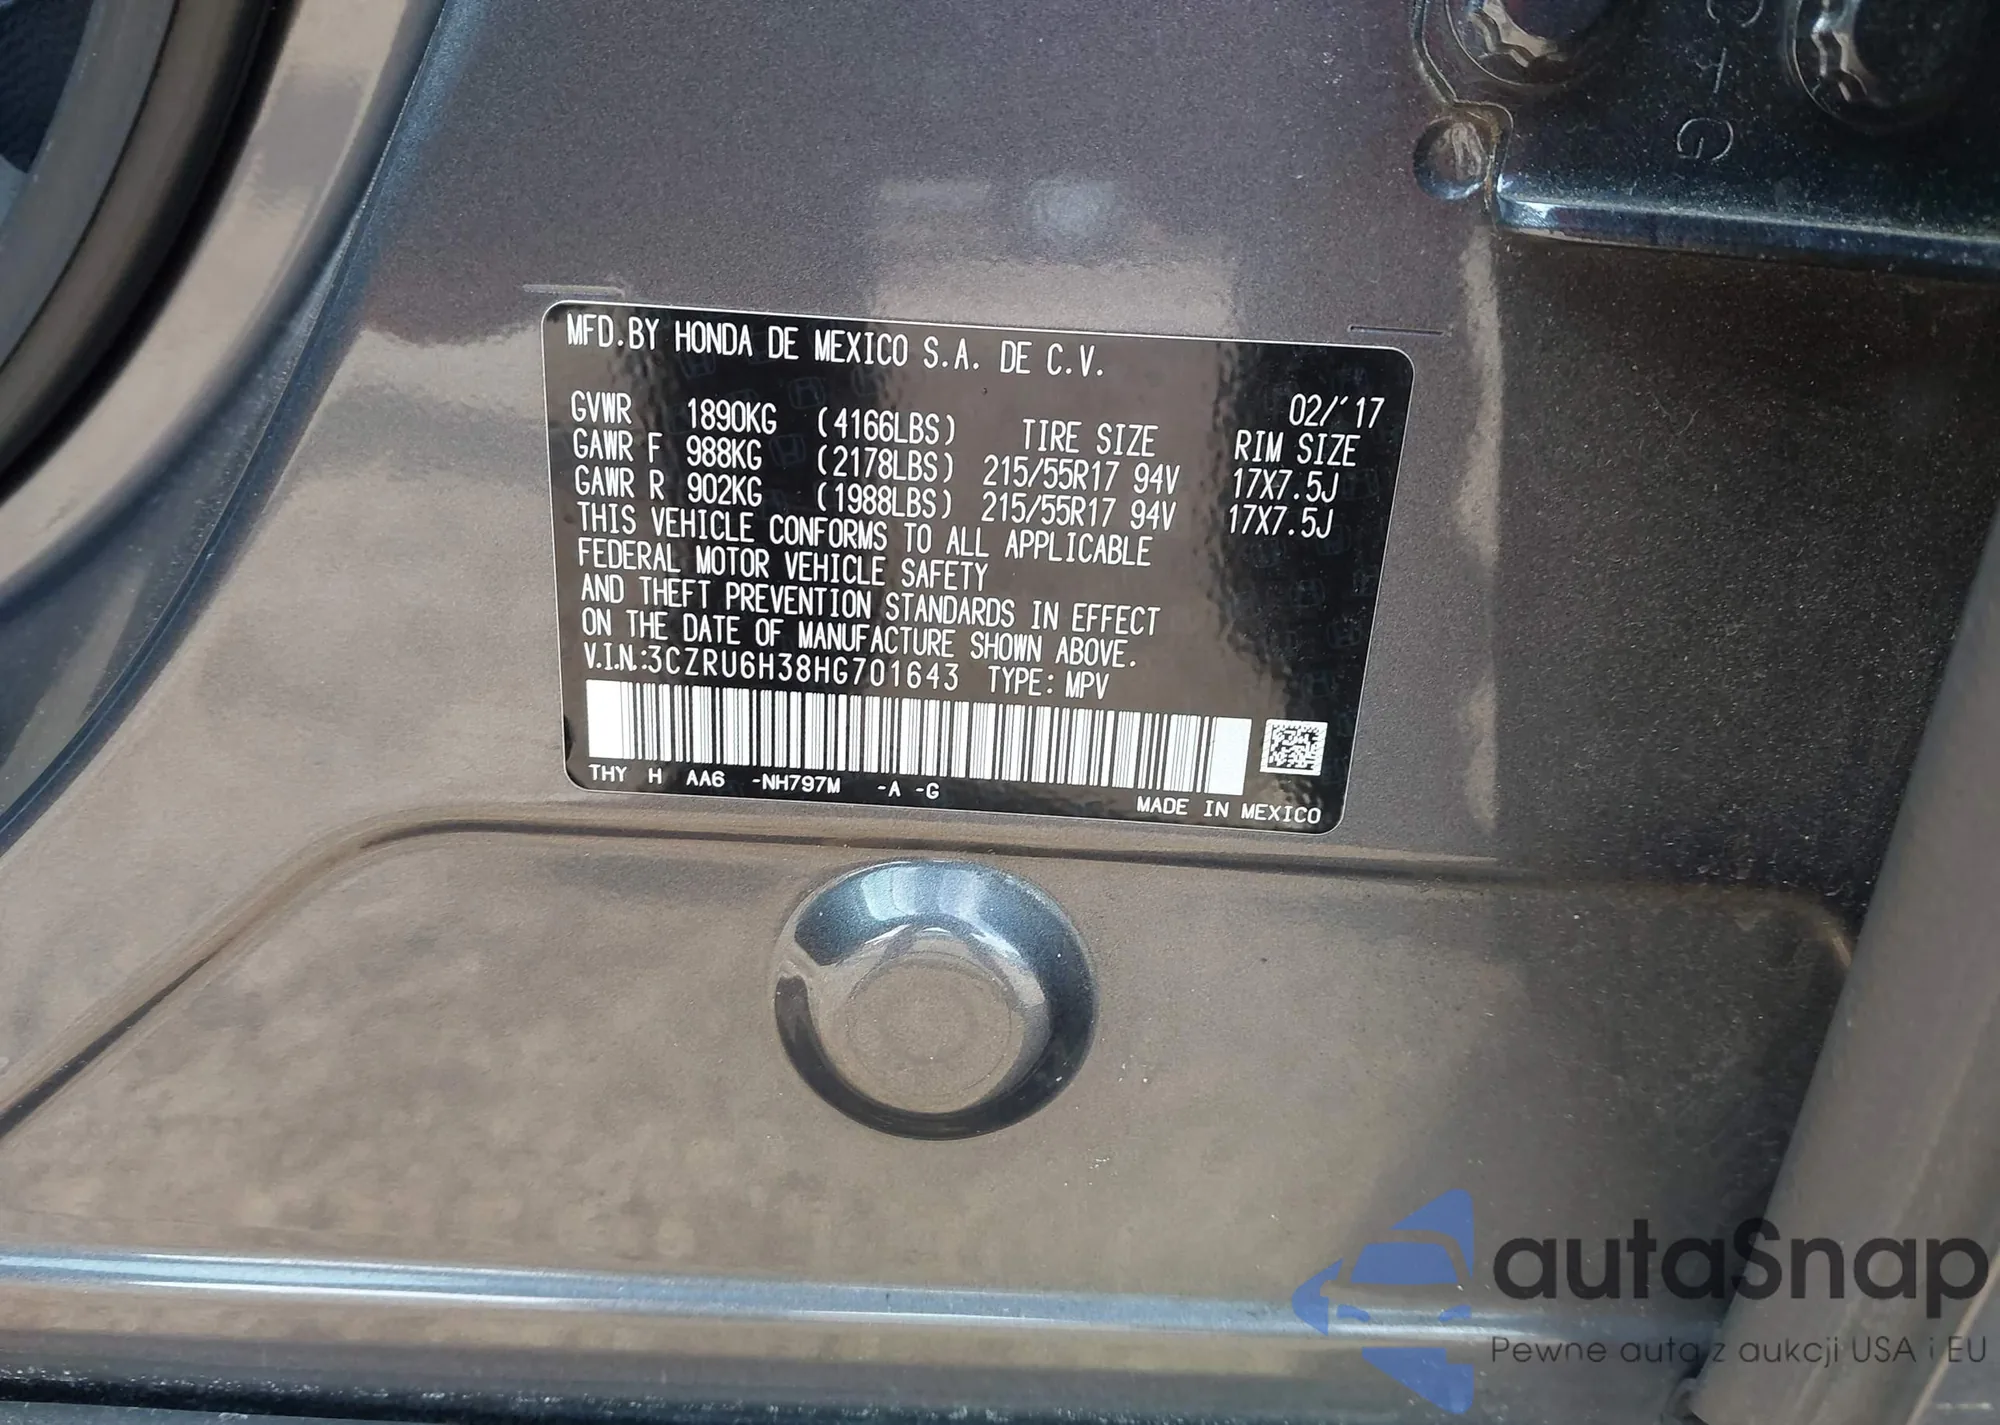 MFD.BY HONDA DE MEXICO S.A. DE C.V.
02/'17
GVWR 1890KG (4166LBS) TIRE SIZE RIM SIZE
GAWR F 988KG (2178LBS) 215/55R17 94V 17X7.5J
GAWR R 902KG (1988LBS) 215/55R17 94V 17X7.5J
THIS VEHICLE CONFORMS TO ALL APPLICABLE
FEDERAL MOTOR VEHICLE SAFETY
AND THEFT PREVENTION STANDARDS IN EFFECT
ON THE DATE OF MANUFACTURE SHOWN ABOVE.
V.I.N.:3CZRU6H38HG701643 TYPE: MPV
THY H AA6 -NH797M -A -G
MADE IN MEXICO
autaSnap
Pewne auta z aukcji USA i EU